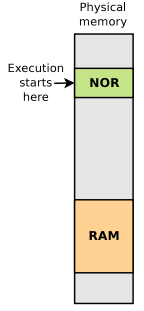 Physical
memory
Execution
starts
here
NOR
RAM